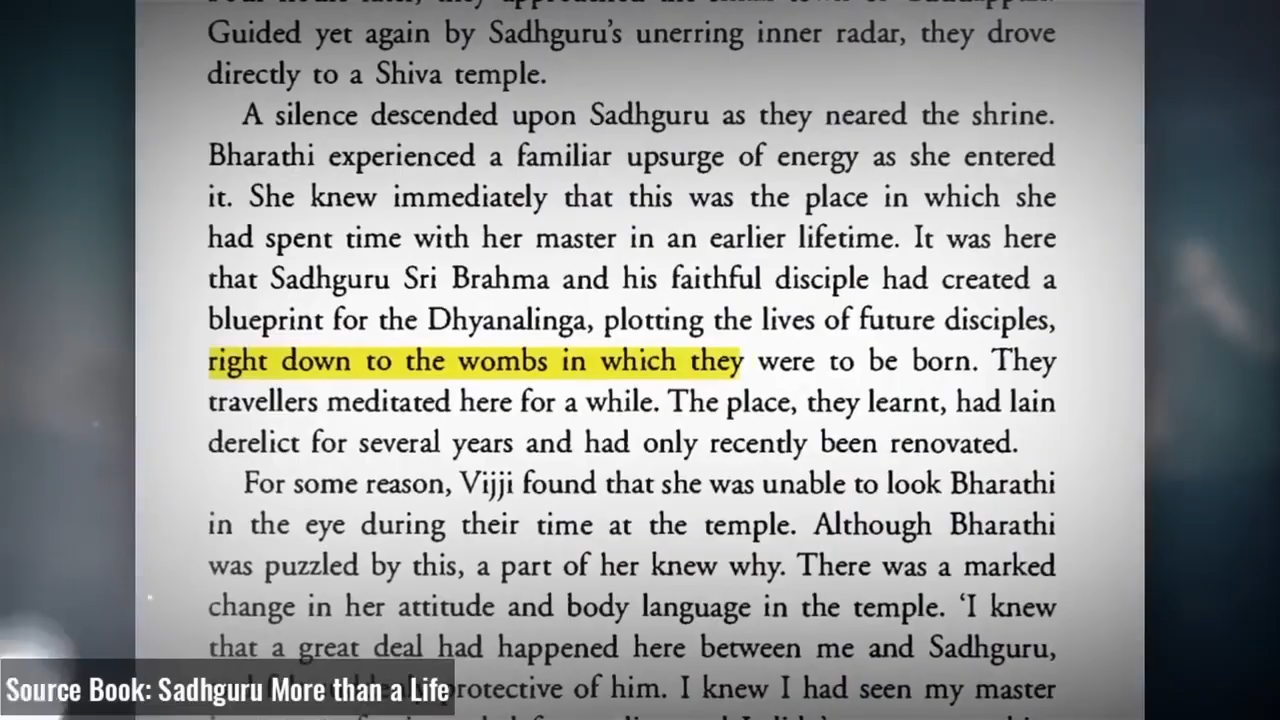 Guided yet again by Sadhguru's unerring inner radar, they drove
directly to a Shiva temple.
A silence descended upon Sadhguru as they neared the shrine.
Bharathi experienced a familiar upsurge of energy as she entered
it. She knew immediately that this was the place in which she
had spent time with her master in an earlier lifetime. It was here
that Sadhguru Sri Brahma and his faithful disciple had created a
blueprint for the Dhyanalinga, plotting the lives of future disciples,
right down to the wombs in which they were to be born. They
travellers meditated here for a while. The place, they learnt, had lain
derelict for several years and had only recently been renovated.
For some reason, Vijji found that she was unable to look Bharathi
in the eye during their time at the temple. Although Bharathi
was puzzled by this, a part of her knew why. There was a marked
change in her attitude and body language in the temple. ‘I knew
that a great deal had happened here between me and Sadhguru,
protective of him. I knew I had seen my master
Source Book: Sadhguru More than a Life